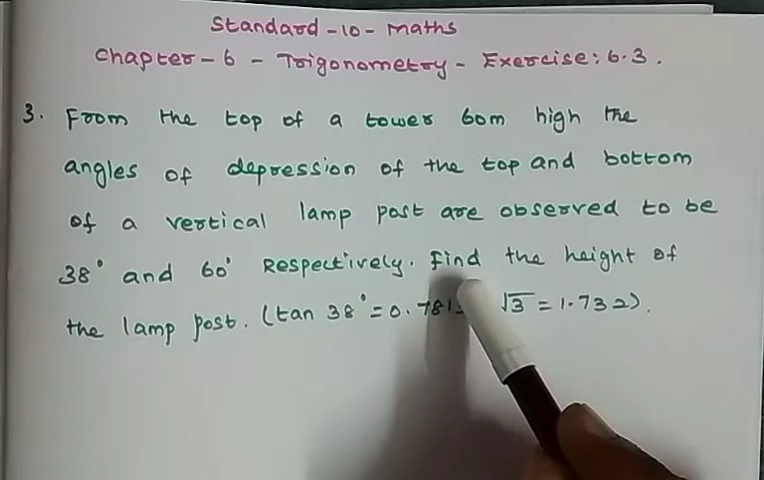 Standard - 10 - Maths
Chapter - 6 - Trigonometry - Exercise: 6.3.
3. From the top of a tower 60m high the
angles of depression of the top and bottom
of a vertical lamp post are observed to be
38° and 60° Respectively. Find the height of
the lamp post. (tan 38° = 0.781 √3 = 1.732).